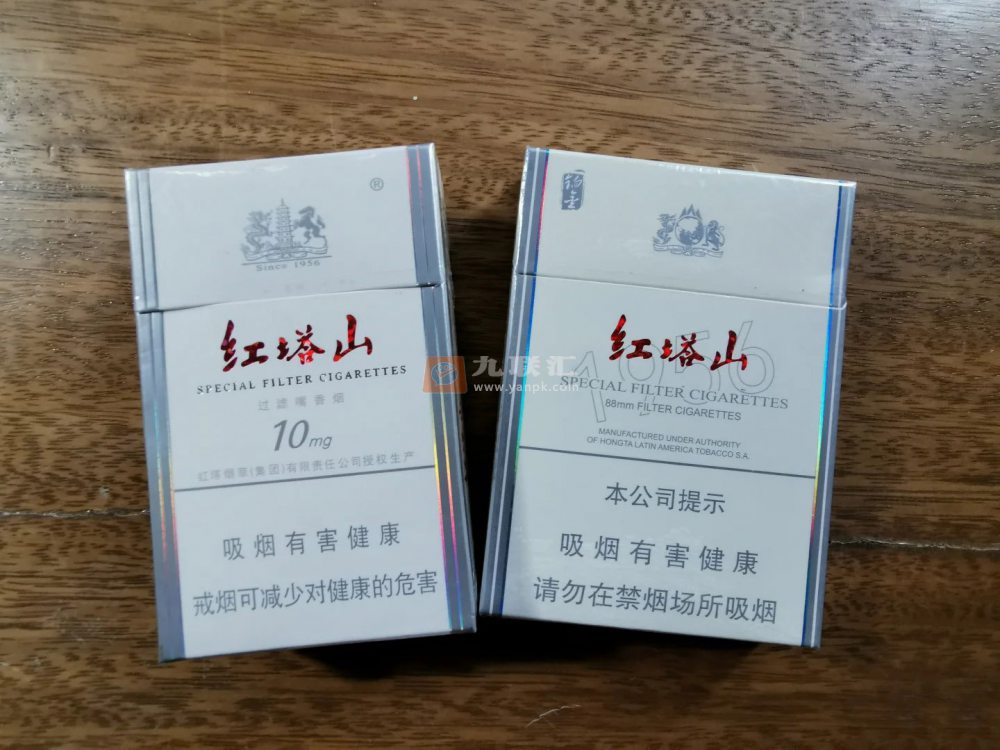 ®
Since 1956
红塔山
SPECIAL FILTER CIGARETTES
过滤嘴香烟
10mg
红塔烟草(集团)有限责任公司授权生产
吸烟有害健康
戒烟可减少对健康的危害
九联汇
www.yanpk.com
铂金
1956
红塔山
SPECIAL FILTER CIGARETTES
88mm FILTER CIGARETTES
MANUFACTURED UNDER AUTHORITY
OF HONGTA LATIN AMERICA TOBACCO S.A.
本公司提示
吸烟有害健康
请勿在禁烟场所吸烟